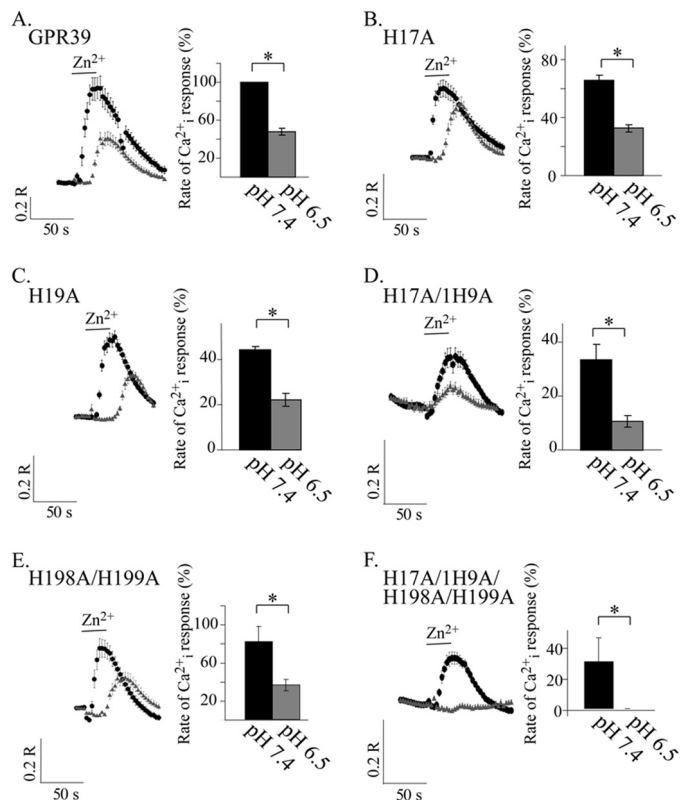 A.
GPR39
Zn2+
0.2 R
50 s
Rate of Ca2+i response (%)
100
60
20
*
pH 7.4
pH 6.5
B.
H17A
Zn2+
0.2 R
50 s
Rate of Ca2+i response (%)
80
40
0
*
pH 7.4
pH 6.5
C.
H19A
Zn2+
0.2 R
50 s
Rate of Ca2+i response (%)
40
20
0
*
pH 7.4
pH 6.5
D.
H17A/1H9A
Zn2+
0.2 R
50 s
Rate of Ca2+i response (%)
40
20
0
*
pH 7.4
pH 6.5
E.
H198A/H199A
Zn2+
0.2 R
50 s
Rate of Ca2+i response (%)
100
60
20
*
pH 7.4
pH 6.5
F.
H17A/1H9A/
H198A/H199A
Zn2+
0.2 R
50 s
Rate of Ca2+i response (%)
40
20
0
*
pH 7.4
pH 6.5